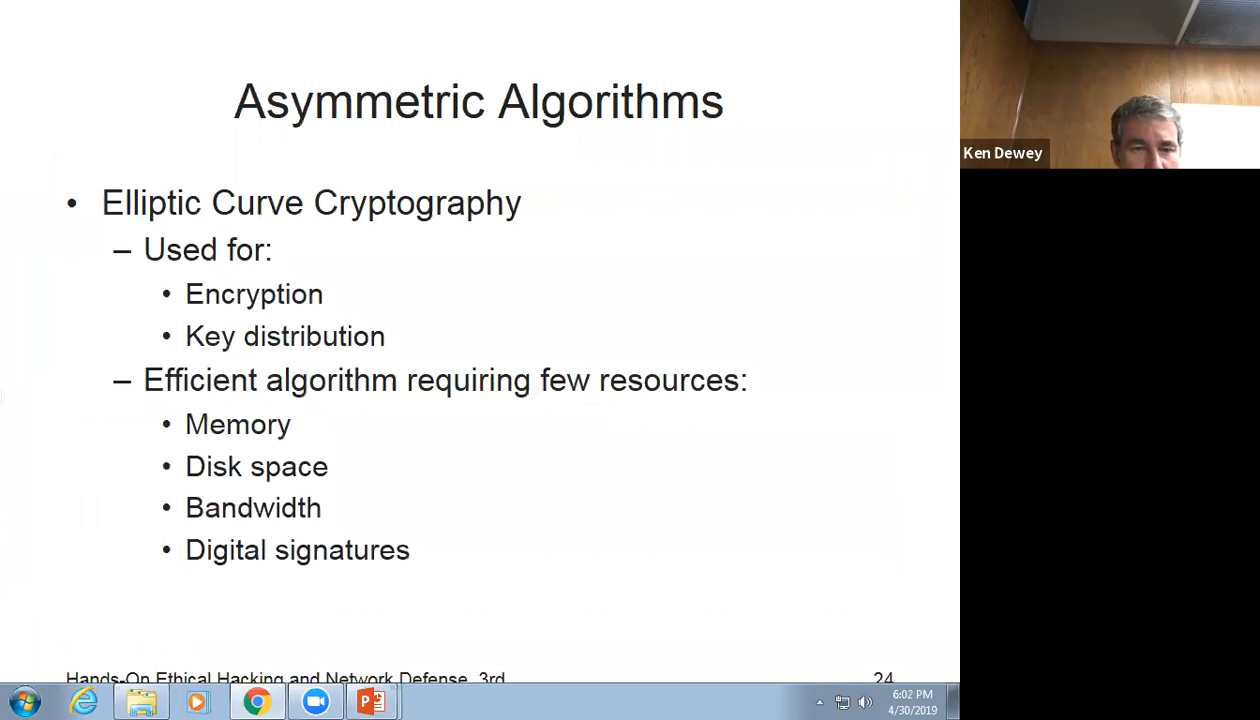 Asymmetric Algorithms
Ken Dewey
• Elliptic Curve Cryptography
– Used for:
• Encryption
• Key distribution
– Efficient algorithm requiring few resources:
• Memory
• Disk space
• Bandwidth
• Digital signatures
Hands-On Ethical Hacking and Network Defense, 3rd
24
6:02 PM
4/30/2019